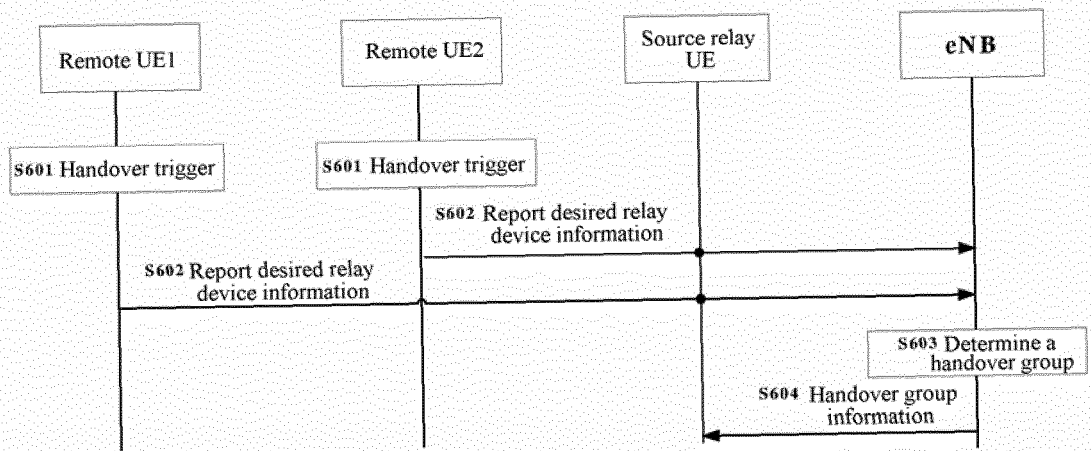 Remote UE1
Remote UE2
Source relay
UE
eNB
S601 Handover trigger
S601 Handover trigger
S602 Report desired relay
device information
S602 Report desired relay
device information
S603 Determine a
handover group
S604 Handover group
information